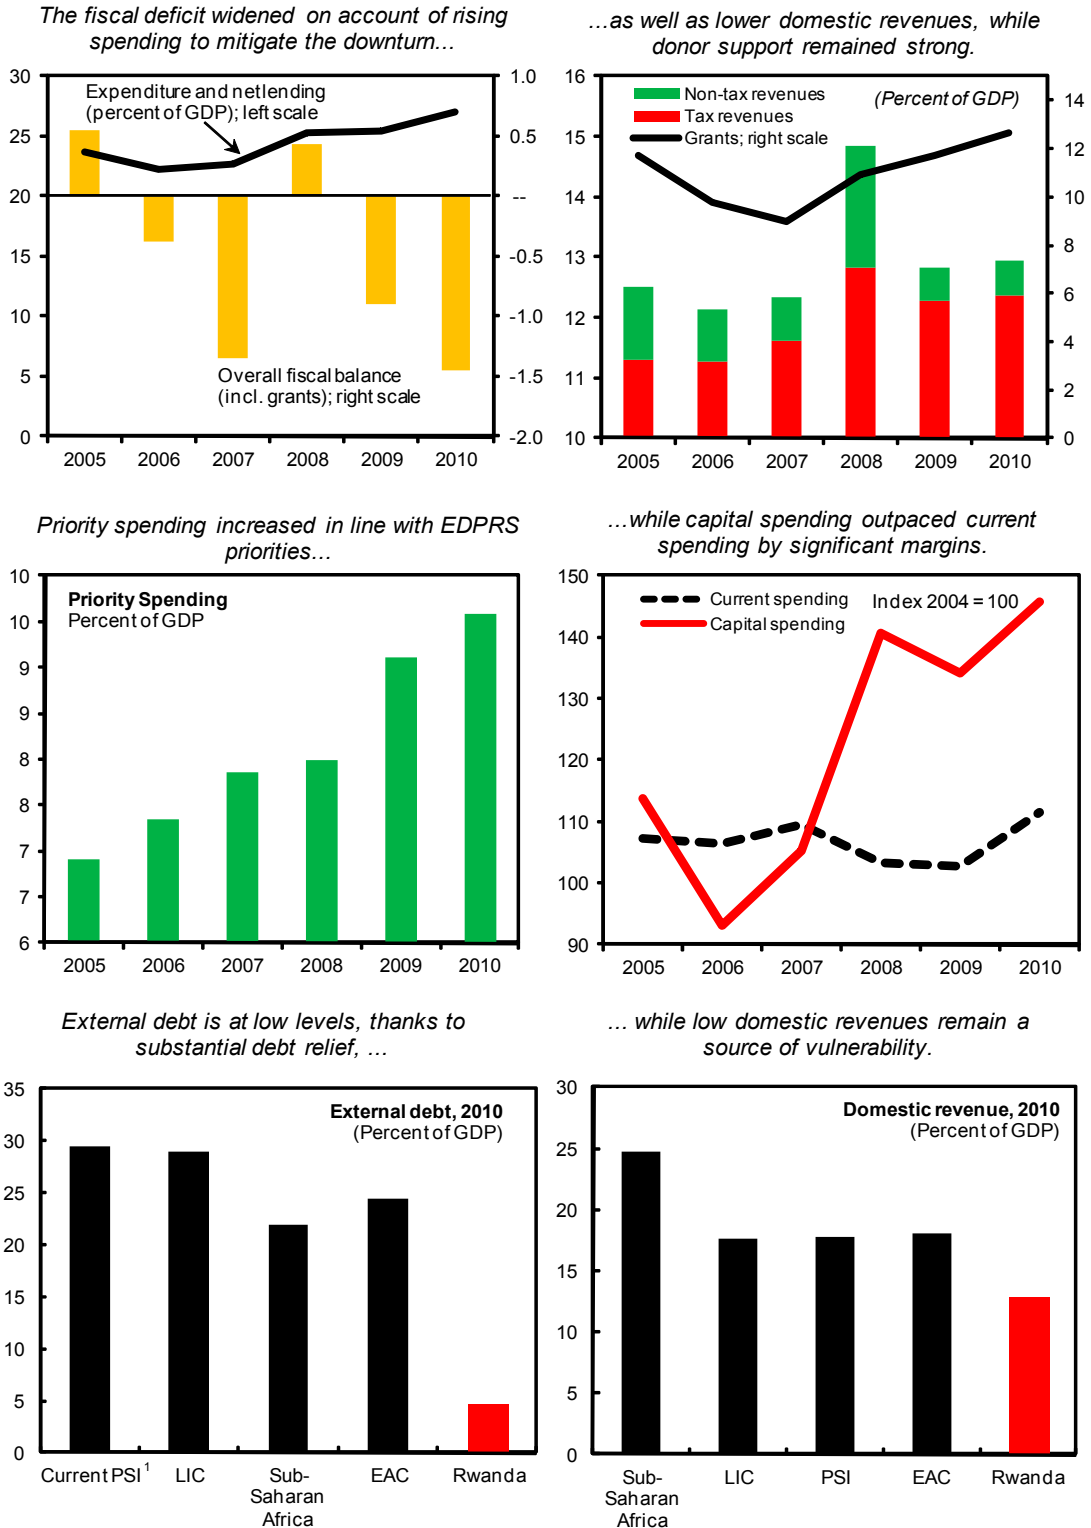 The fiscal deficit widened on account of rising
spending to mitigate the downturn…
30
25
20
15
10
5
0
1.0
0.5
--
-0.5
-1.0
-1.5
-2.0
Expenditure and net lending
(percent of GDP); left scale
Overall fiscal balance
(incl. grants); right scale
2005 2006 2007 2008 2009 2010
…as well as lower domestic revenues, while
donor support remained strong.
16
15
14
13
12
11
10
14
12
10
8
6
4
2
0
Non-tax revenues
Tax revenues
Grants; right scale
(Percent of GDP)
2005 2006 2007 2008 2009 2010
Priority spending increased in line with EDPRS
priorities…
10
10
9
9
8
8
7
7
6
Priority Spending
Percent of GDP
2005 2006 2007 2008 2009 2010
…while capital spending outpaced current
spending by significant margins.
150
140
130
120
110
100
90
Current spending
Capital spending
Index 2004 = 100
2005 2006 2007 2008 2009 2010
External debt is at low levels, thanks to
substantial debt relief, …
35
30
25
20
15
10
5
0
External debt, 2010
(Percent of GDP)
Current PSI 1 LIC Sub-Saharan Africa EAC Rwanda
… while low domestic revenues remain a
source of vulnerability.
30
25
20
15
10
5
0
Domestic revenue, 2010
(Percent of GDP)
Sub-Saharan Africa LIC PSI EAC Rwanda